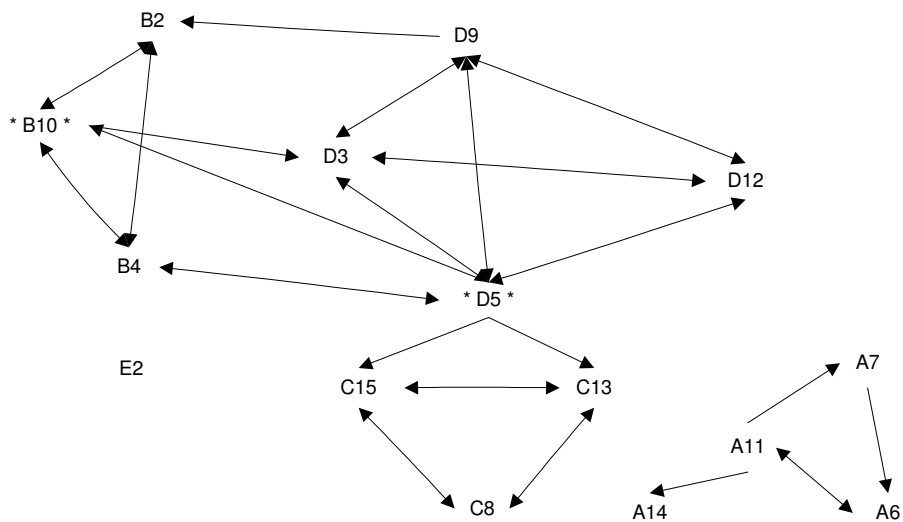 B2
D9
* B10 *
D3
D12
B4
* D5 *
E2
C15
C13
A7
A11
C8
A14
A6